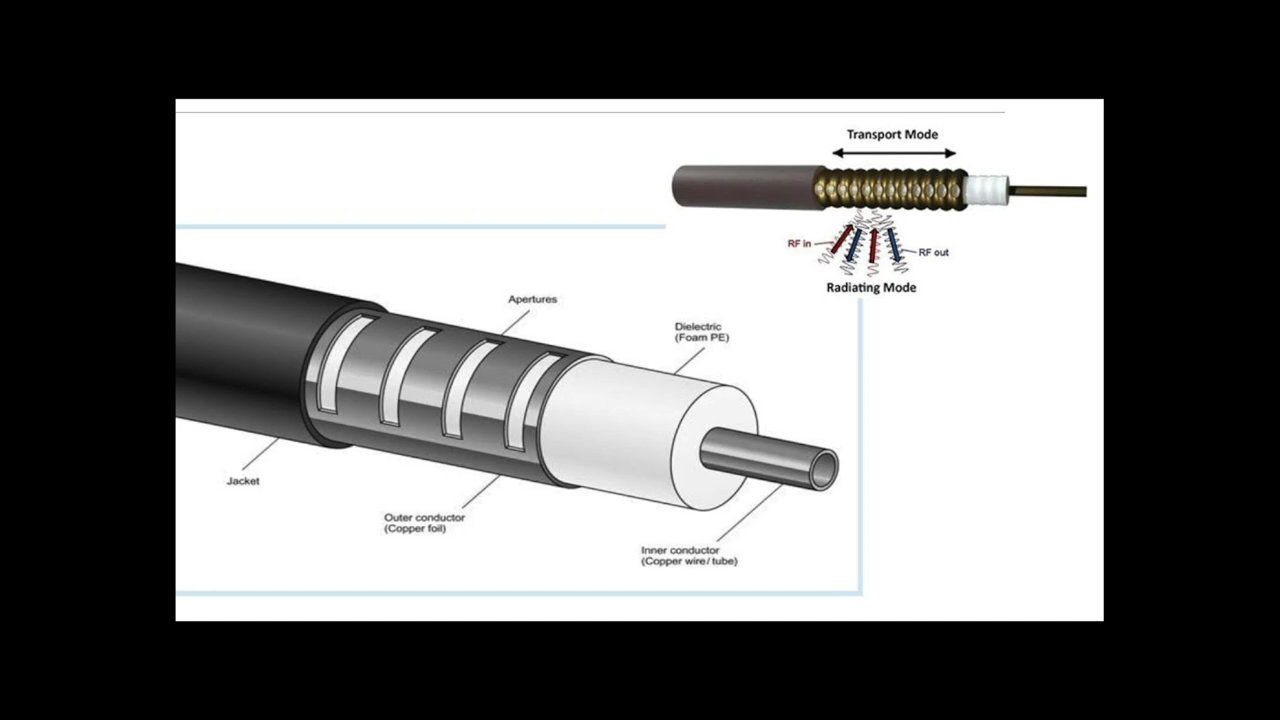 Transport Mode
RF in
RF out
Radiating Mode
Apertures
Dielectric
(Foam PE)
Jacket
Outer conductor
(Copper foil)
Inner conductor
(Copper wire/tube)